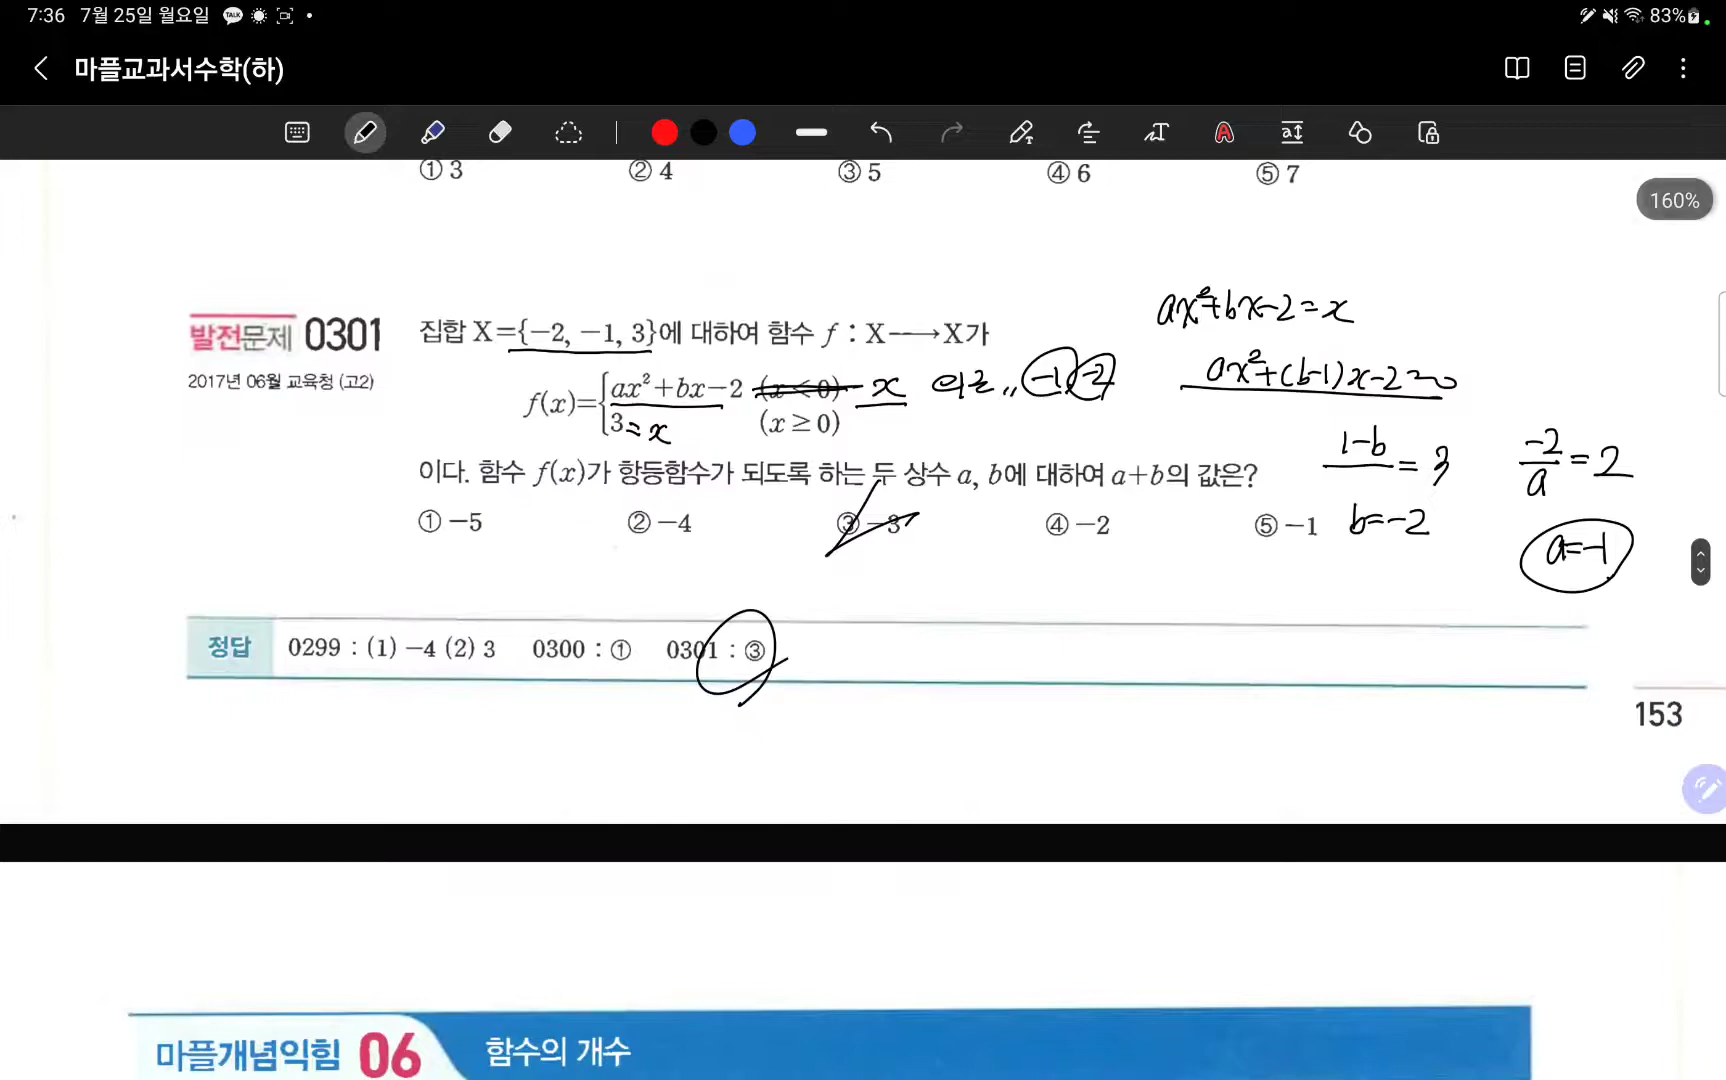 7:36 7월 25일 월요일 TALK 83%
마플교과서수학(하)
① 3 ② 4 ③ 5 ④ 6 ⑤ 7
160%
발전문제 0301
2017년 06월 교육청 (고2)
집합 X={-2, -1, 3}에 대하여 함수 f : X⟶X가
f(x)={ax²+bx-2 (x<0) x
3=x (x≥0)
-1, -2
이다. 함수 f(x)가 항등함수가 되도록 하는 두 상수 a, b에 대하여 a+b의 값은?
① -5 ② -4 ③ -3 ④ -2 ⑤ -1
ax²+bx-2=x
ax²+(b-1)x-2=0
1-b = 3
b=-2
-2/a = 2
a=-1
정답 0299 : (1) -4 (2) 3 0300 : ① 0301 : ③
153
마플개념익힘 06 함수의 개수